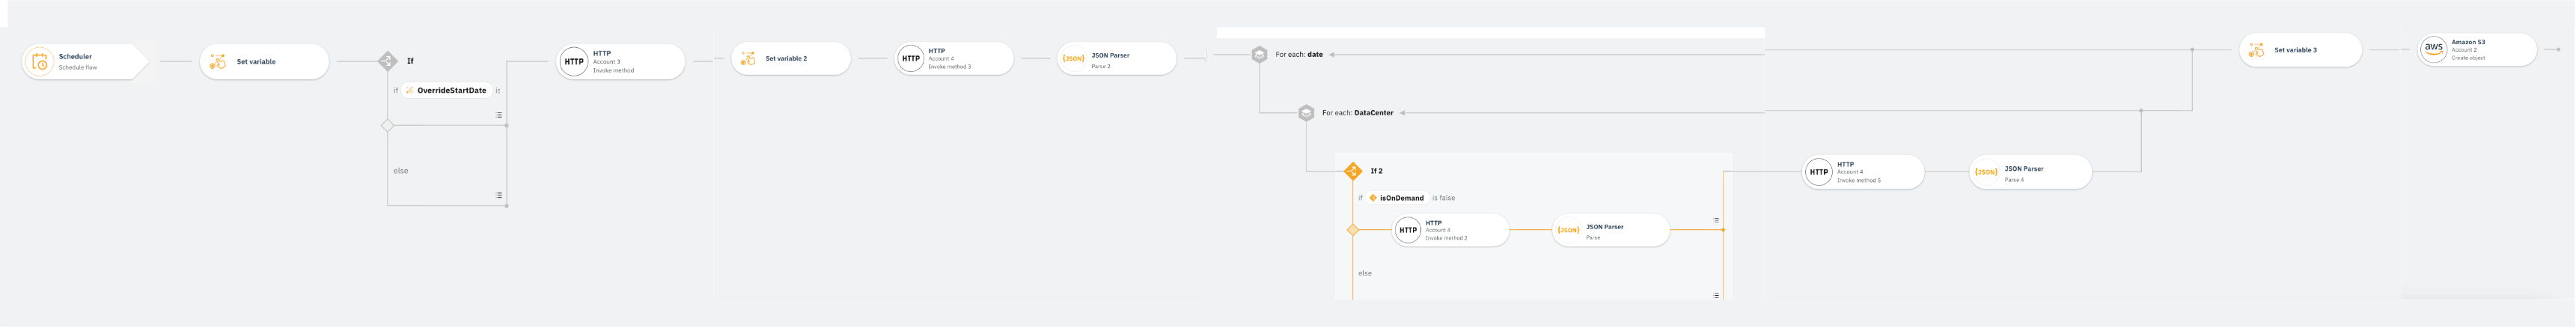 Scheduler
Schedule flow
Set variable
If
if OverrideStartDate is
else
HTTP
HTTP
Account 3
Invoke method
Set variable 2
HTTP
HTTP
Account 4
Invoke method 3
{JSON}
JSON Parser
Parse 3
For each: date
For each: DataCenter
If 2
if isOnDemand is false
HTTP
HTTP
Account 4
Invoke method 2
{JSON}
JSON Parser
Parse
else
HTTP
HTTP
Account 4
Invoke method 5
{JSON}
JSON Parser
Parse 4
Set variable 3
aws
Amazon S3
Account 2
Create object